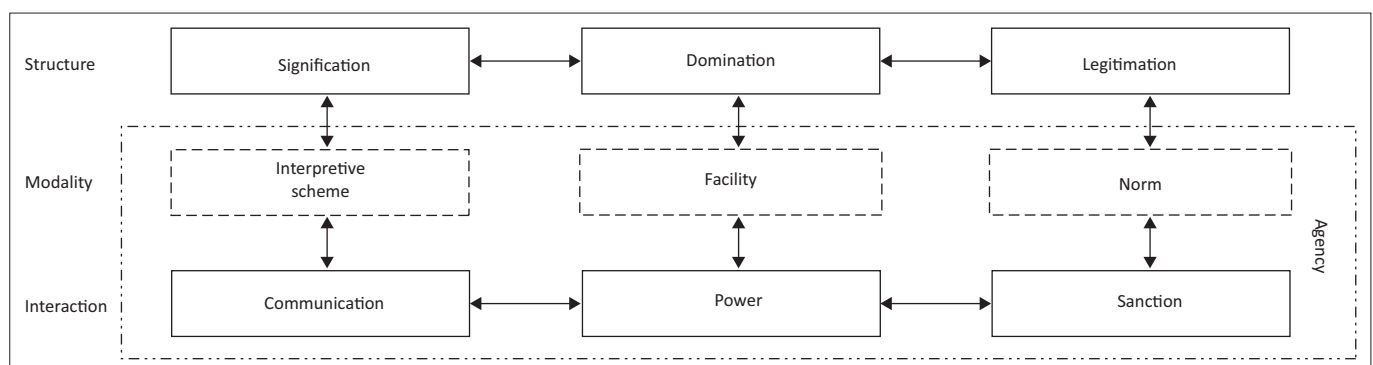 Structure
Signification
Domination
Legitimation
Modality
Interpretive
scheme
Facility
Norm
Agency
Interaction
Communication
Power
Sanction